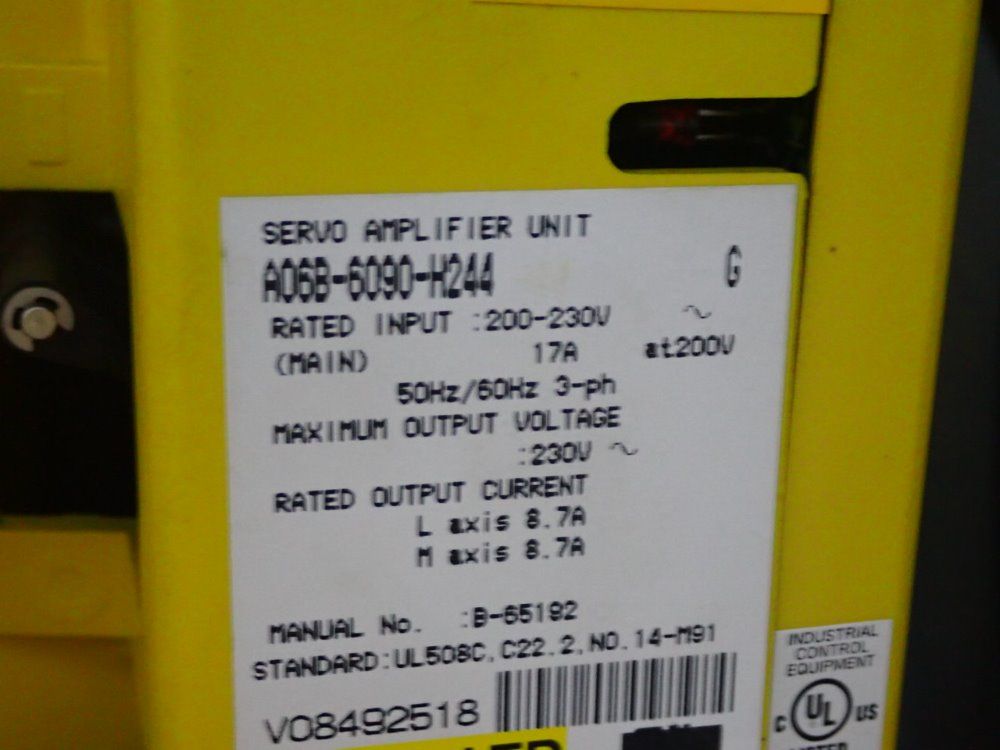 SERVO AMPLIFIER UNIT
A06B-6090-H244 G
RATED INPUT :200-230V ~
(MAIN) 17A at200V
50Hz/60Hz 3-ph
MAXIMUM OUTPUT VOLTAGE
:230V ~
RATED OUTPUT CURRENT
L axis 8.7A
M axis 8.7A
MANUAL No. :B-65192
STANDARD:UL508C,C22.2,NO.14-M91
V08492518
INDUSTRIAL
CONTROL
EQUIPMENT
C UL US